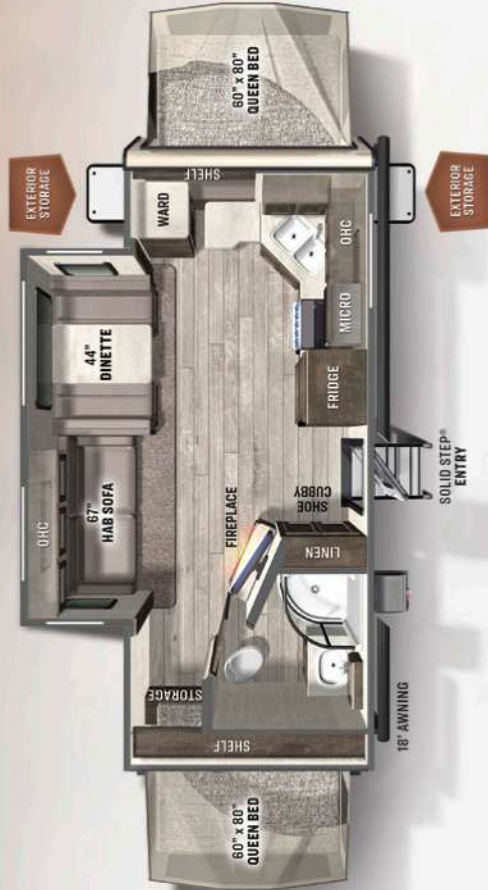 60" x 80"
QUEEN BED
EXTERIOR
STORAGE
SHELF
WARD
EXTERIOR
STORAGE
OHC
MICRO
44"
DINETTE
FRIDGE
OHC
67"
HAB SOFA
FIREPLACE
SHOE
CUBBY
SOLID STEP®
ENTRY
LINEN
STORAGE
SHELF
18' AWNING
60" x 80"
QUEEN BED